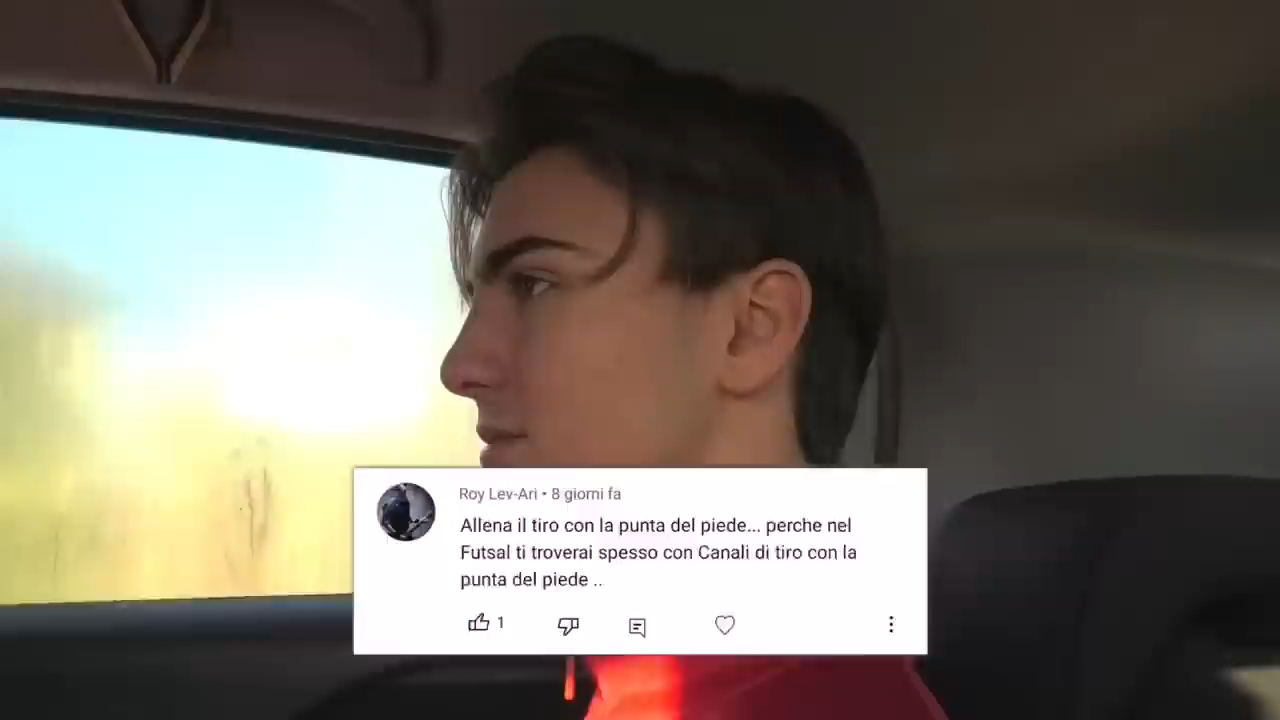 Roy Lev-Ari • 8 giorni fa
Allena il tiro con la punta del piede... perche nel
Futsal ti troverai spesso con Canali di tiro con la
punta del piede ..
1